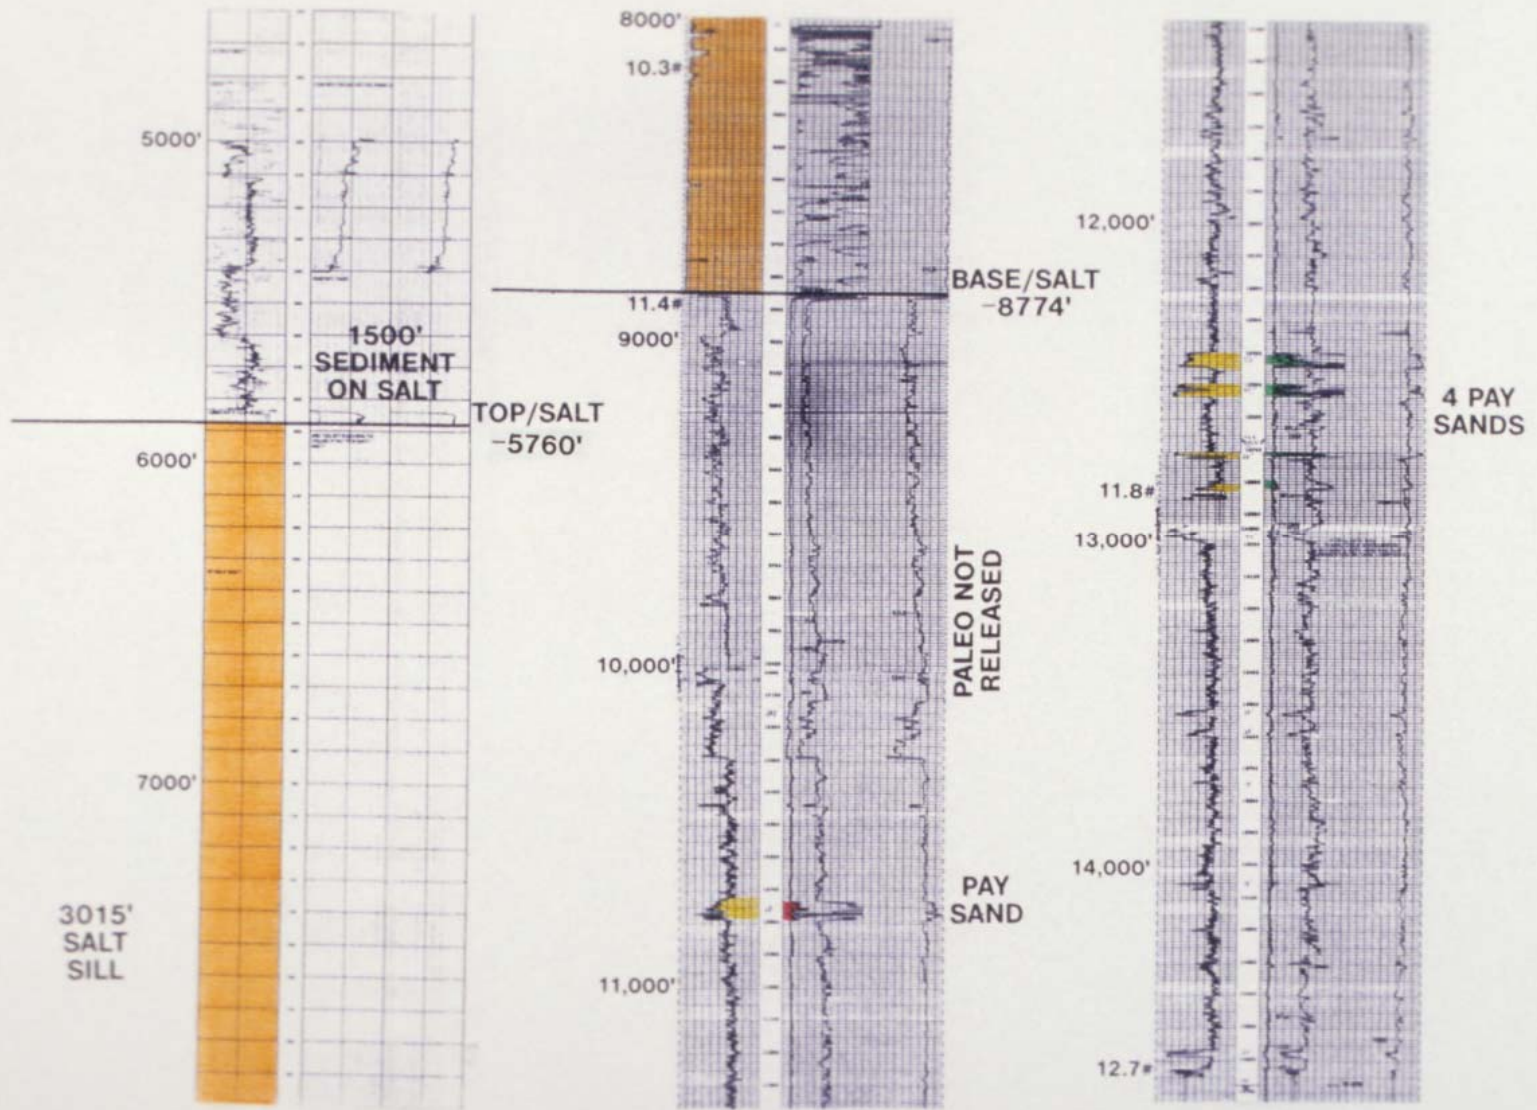 5000'
1500'
SEDIMENT
ON SALT
TOP/SALT
-5760'
6000'
7000'
3015'
SALT
SILL
8000'
10.3#
BASE/SALT
-8774'
11.4#
9000'
PALEO NOT
RELEASED
10,000'
PAY
SAND
11,000'
12,000'
4 PAY
SANDS
11.8#
13,000'
14,000'
12.7#